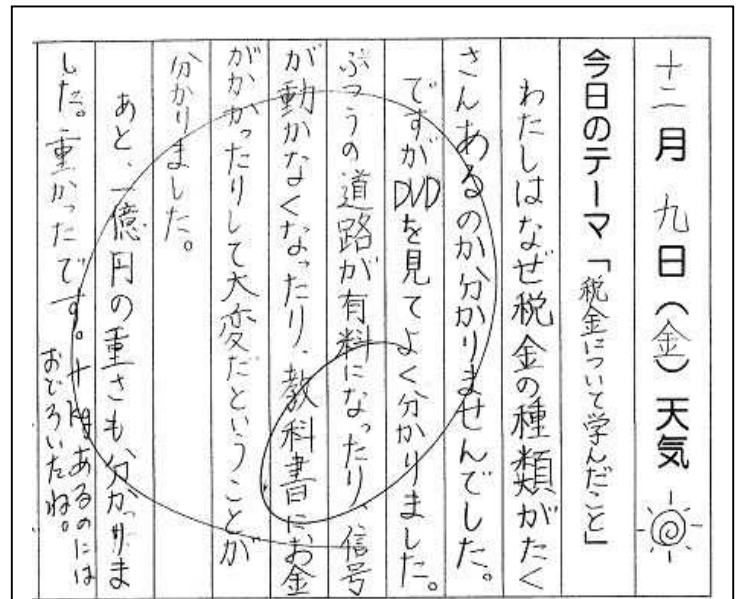 十二月 九日(金)天気
今日のテーマ「税金について学んだこと」
わたしはなぜ税金の種類がたく
さんあるのか分かりませんでした。
ですがDVDを見てよく分かりました。
ふつうの道路が有料になったり、信号
が動かなくなったり、教科書にお金
がかかったりして大変だということが
分かりました。
あと、一億円の重さも分かりま
した。重かったです。十kgあるのには
おどろいたね。